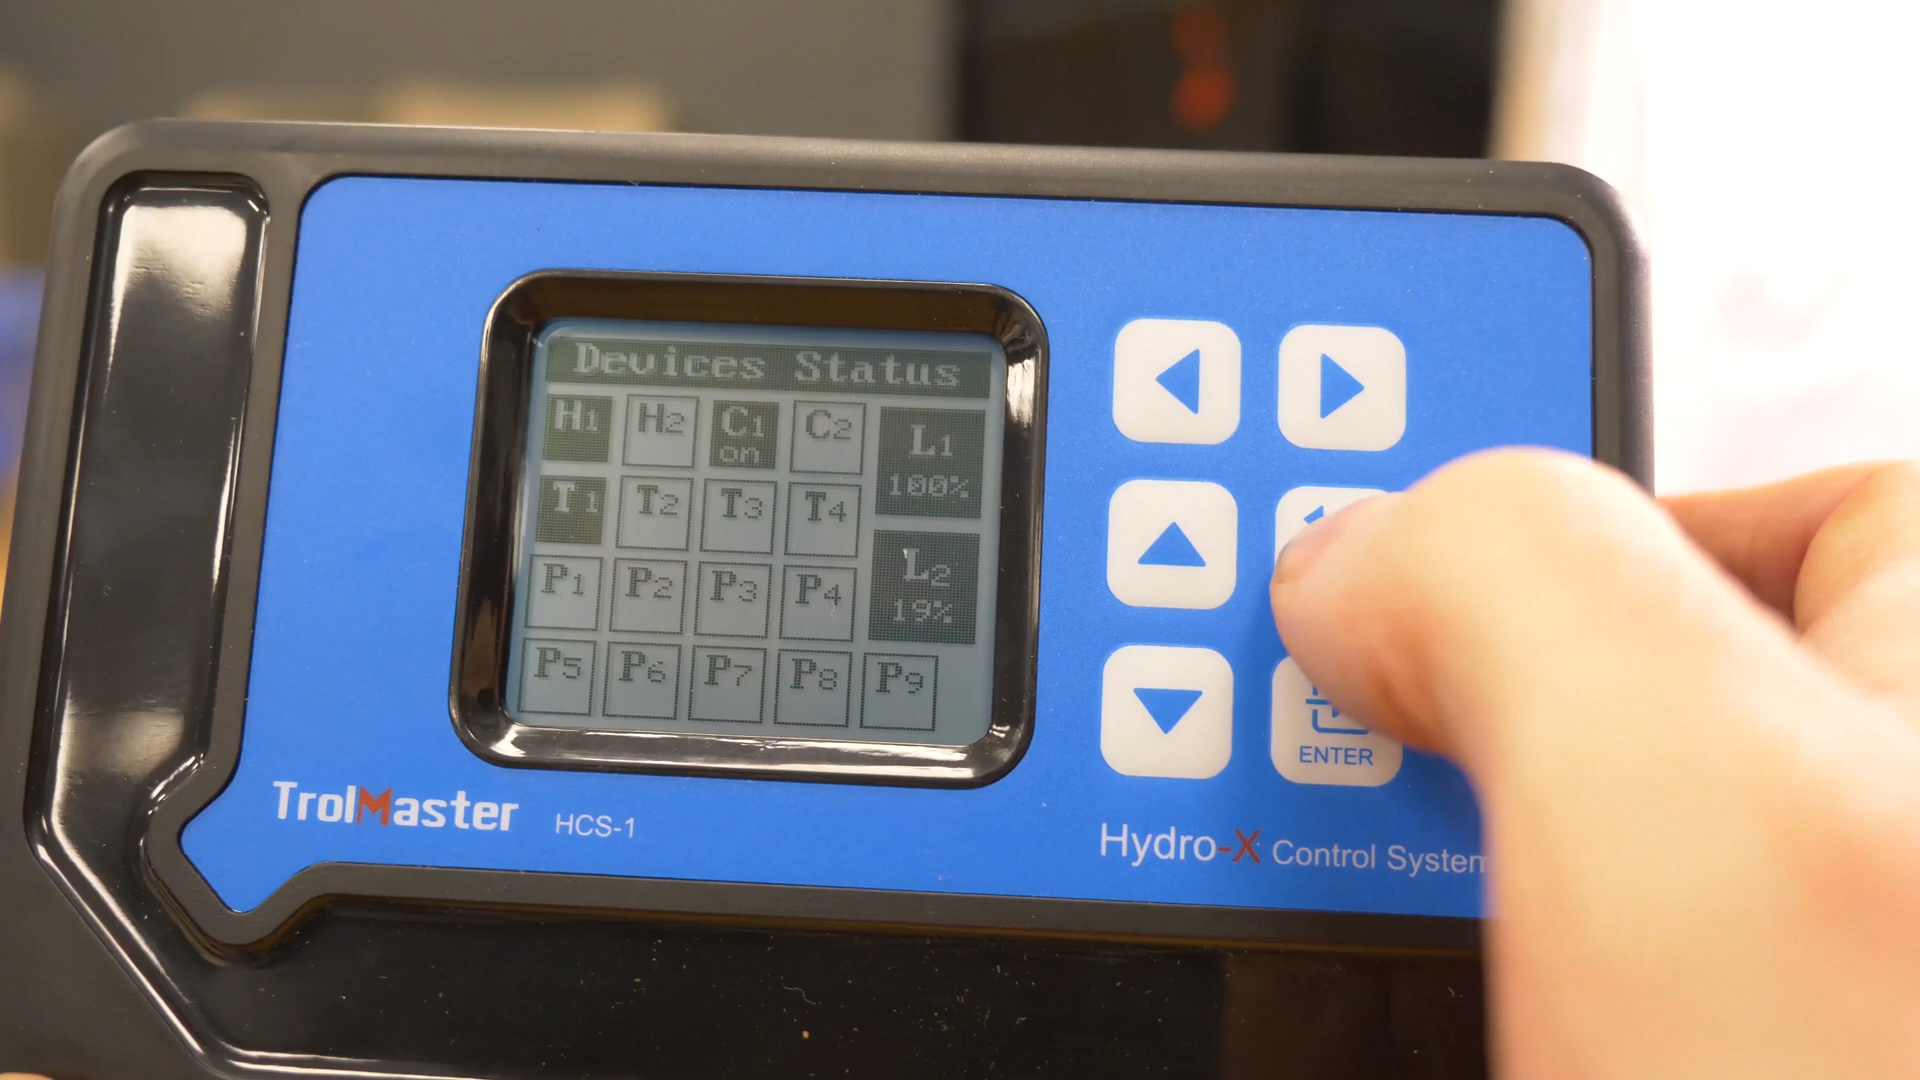 Devices Status
H1 H2 C1 on C2 L1 100%
T1 T2 T3 T4
P1 P2 P3 P4 L2 19%
P5 P6 P7 P8 P9
ENTER
TrolMaster HCS-1
Hydro-X Control System